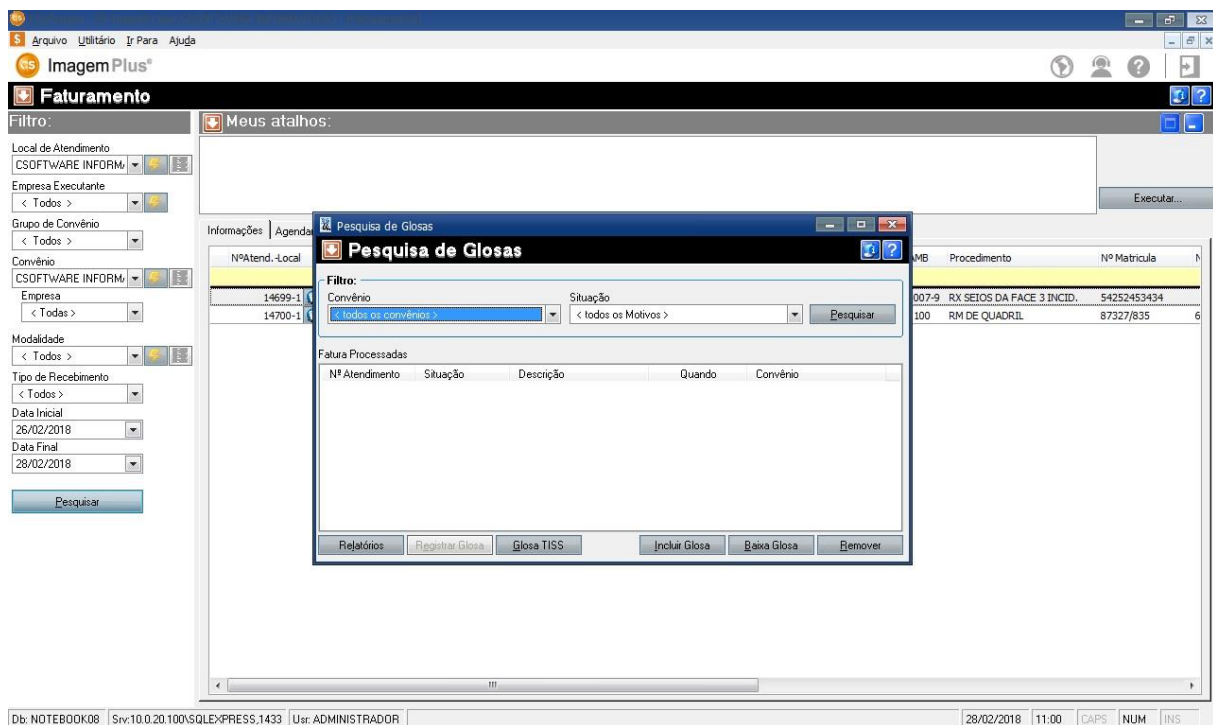 Arquivo Utilitário Ir Para Ajuda
CS ImagemPlus®
Faturamento
Filtro:
Meus atalhos:
Local de Atendimento
CSOFTWARE INFORM
Empresa Executante
< Todos >
Executar...
Grupo de Convênio
< Todos >
Convênio
CSOFTWARE INFORM
Empresa
< Todas >
Modalidade
< Todos >
Tipo de Recebimento
< Todos >
Data Inicial
26/02/2018
Data Final
28/02/2018
Pesquisar
Informações Agenda
NºAtend.-Local AMB Procedimento Nº Matricula N
14699-1 007-9 RX SEIOS DA FACE 3 INCID. 54252453434
14700-1 100 RM DE QUADRIL 87327/835 6
Pesquisa de Glosas
Pesquisa de Glosas
Filtro:
Convênio Situação
< todos os convênios > < todos os Motivos > Pesquisar
Fatura Processadas
Nº Atendimento Situação Descrição Quando Convênio
Relatórios Registrar Glosa Glosa TISS Incluir Glosa Baixa Glosa Remover
Db: NOTEBOOK08 Srv:10.0.20.100\SQLEXPRESS,1433 Usr: ADMINISTRADOR 28/02/2018 11:00 CAPS NUM INS